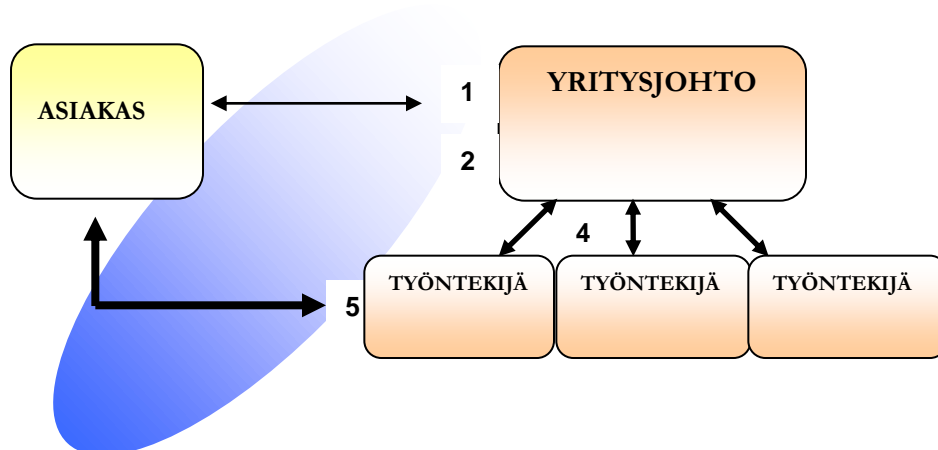 YRITYSJOHTO
1
ASIAKAS
2
4
TYÖNTEKIJÄ
TYÖNTEKIJÄ
TYÖNTEKIJÄ
5